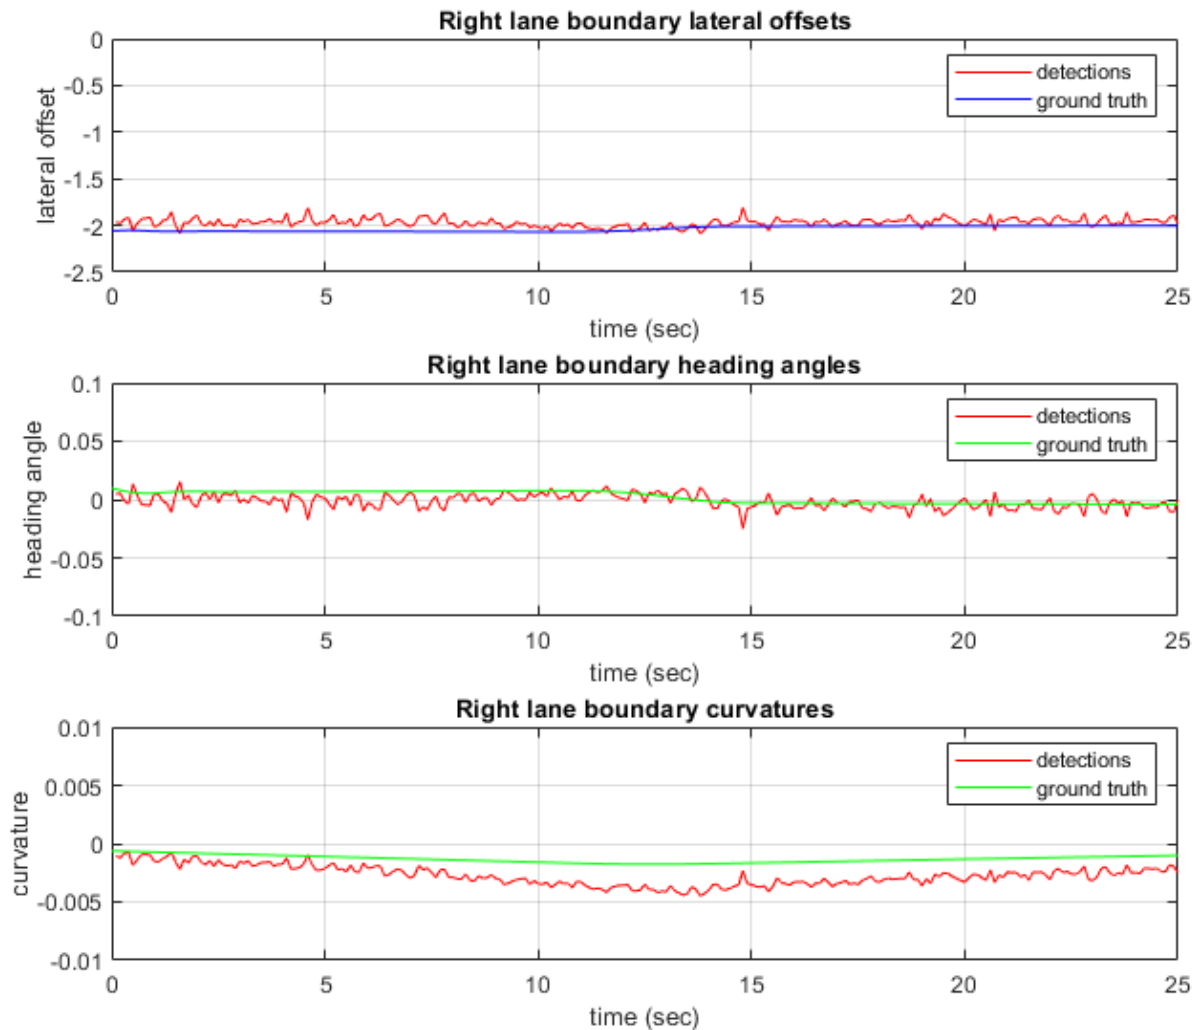 Right lane boundary lateral offsets
0
-0.5
-1
-1.5
-2
-2.5
lateral offset
detections
ground truth
0 5 10 15 20 25
time (sec)
Right lane boundary heading angles
0.1
0.05
0
-0.05
-0.1
heading angle
detections
ground truth
0 5 10 15 20 25
time (sec)
Right lane boundary curvatures
0.01
0.005
0
-0.005
-0.01
curvature
detections
ground truth
0 5 10 15 20 25
time (sec)